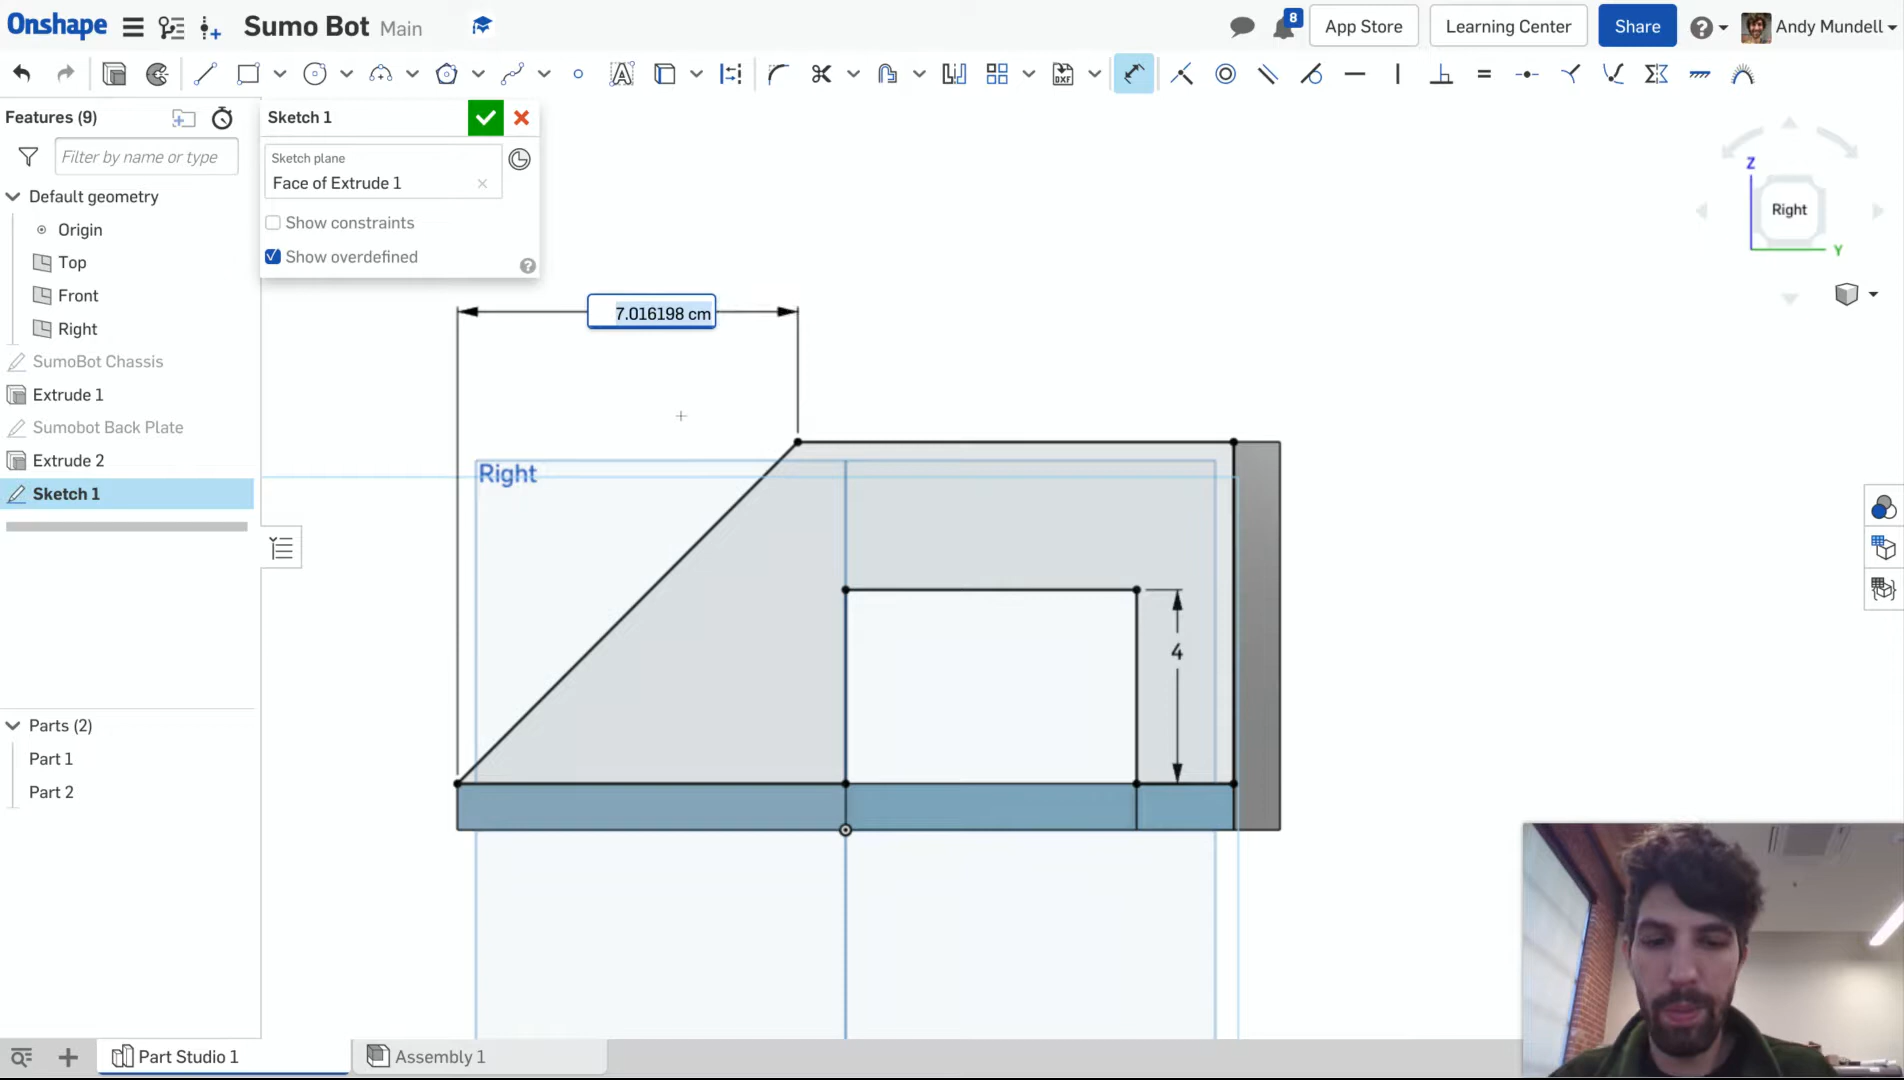 Onshape
Sumo Bot Main
8
App Store
Learning Center
Share
Andy Mundell
Features (9)
Filter by name or type
Default geometry
Origin
Top
Front
Right
SumoBot Chassis
Extrude 1
Sumobot Back Plate
Extrude 2
Sketch 1
Parts (2)
Part 1
Part 2
Sketch 1
Sketch plane
Face of Extrude 1
Show constraints
Show overdefined
7.016198 cm
Right
4
Z
Right
Y
Part Studio 1
Assembly 1